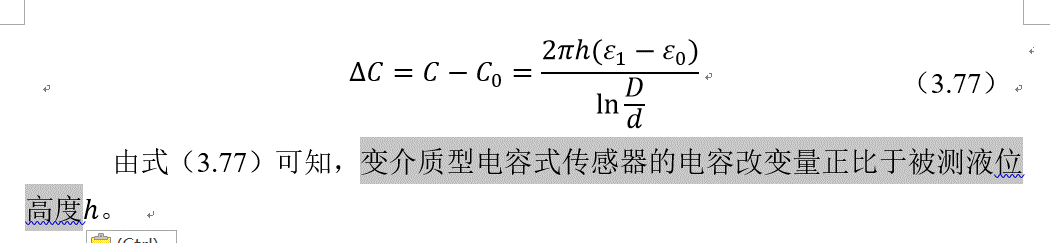 ΔC = C − C₀ = 2πh(ε₁ − ε₀) / ln D/d （3.77）
由式（3.77）可知，变介质型电容式传感器的电容改变量正比于被测液位
高度h。
(Ctrl)